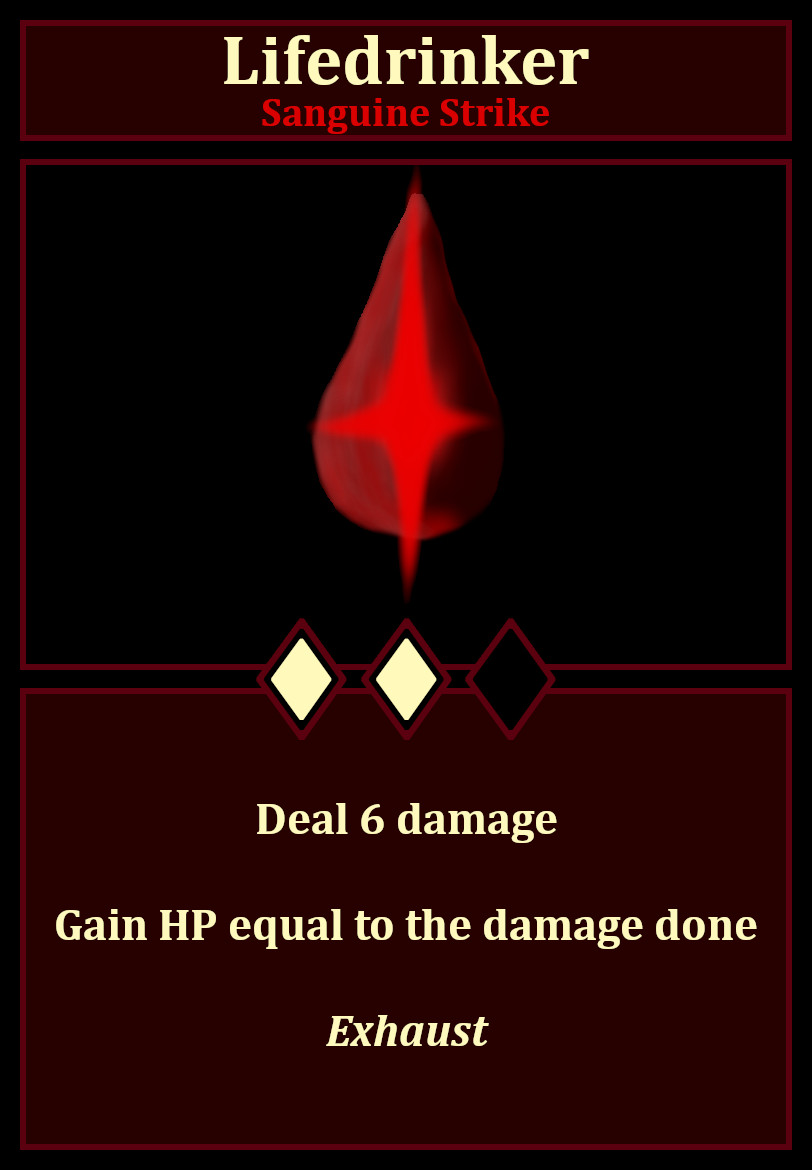 Lifedrinker
Sanguine Strike
Deal 6 damage
Gain HP equal to the damage done
Exhaust